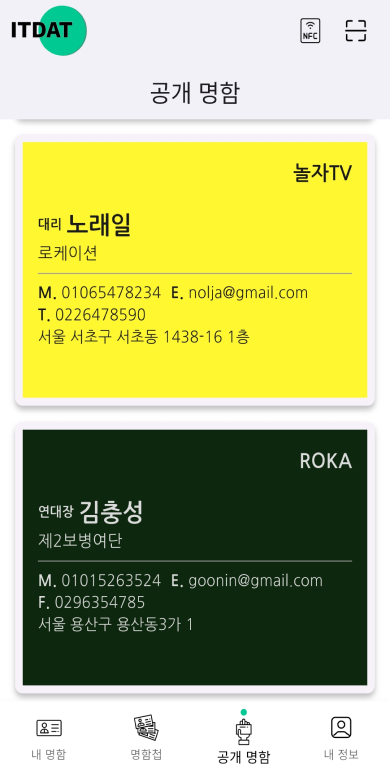 ITDAT
NFC
공개 명함
놀자TV
대리 노래일
로케이션
M. 01065478234 E. nolja@gmail.com
T. 0226478590
서울 서초구 서초동 1438-16 1층
ROKA
연대장 김충성
제2보병여단
M. 01015263524 E. goonin@gmail.com
F. 0296354785
서울 용산구 용산동3가 1
내 명함
명함첩
공개 명함
내 정보